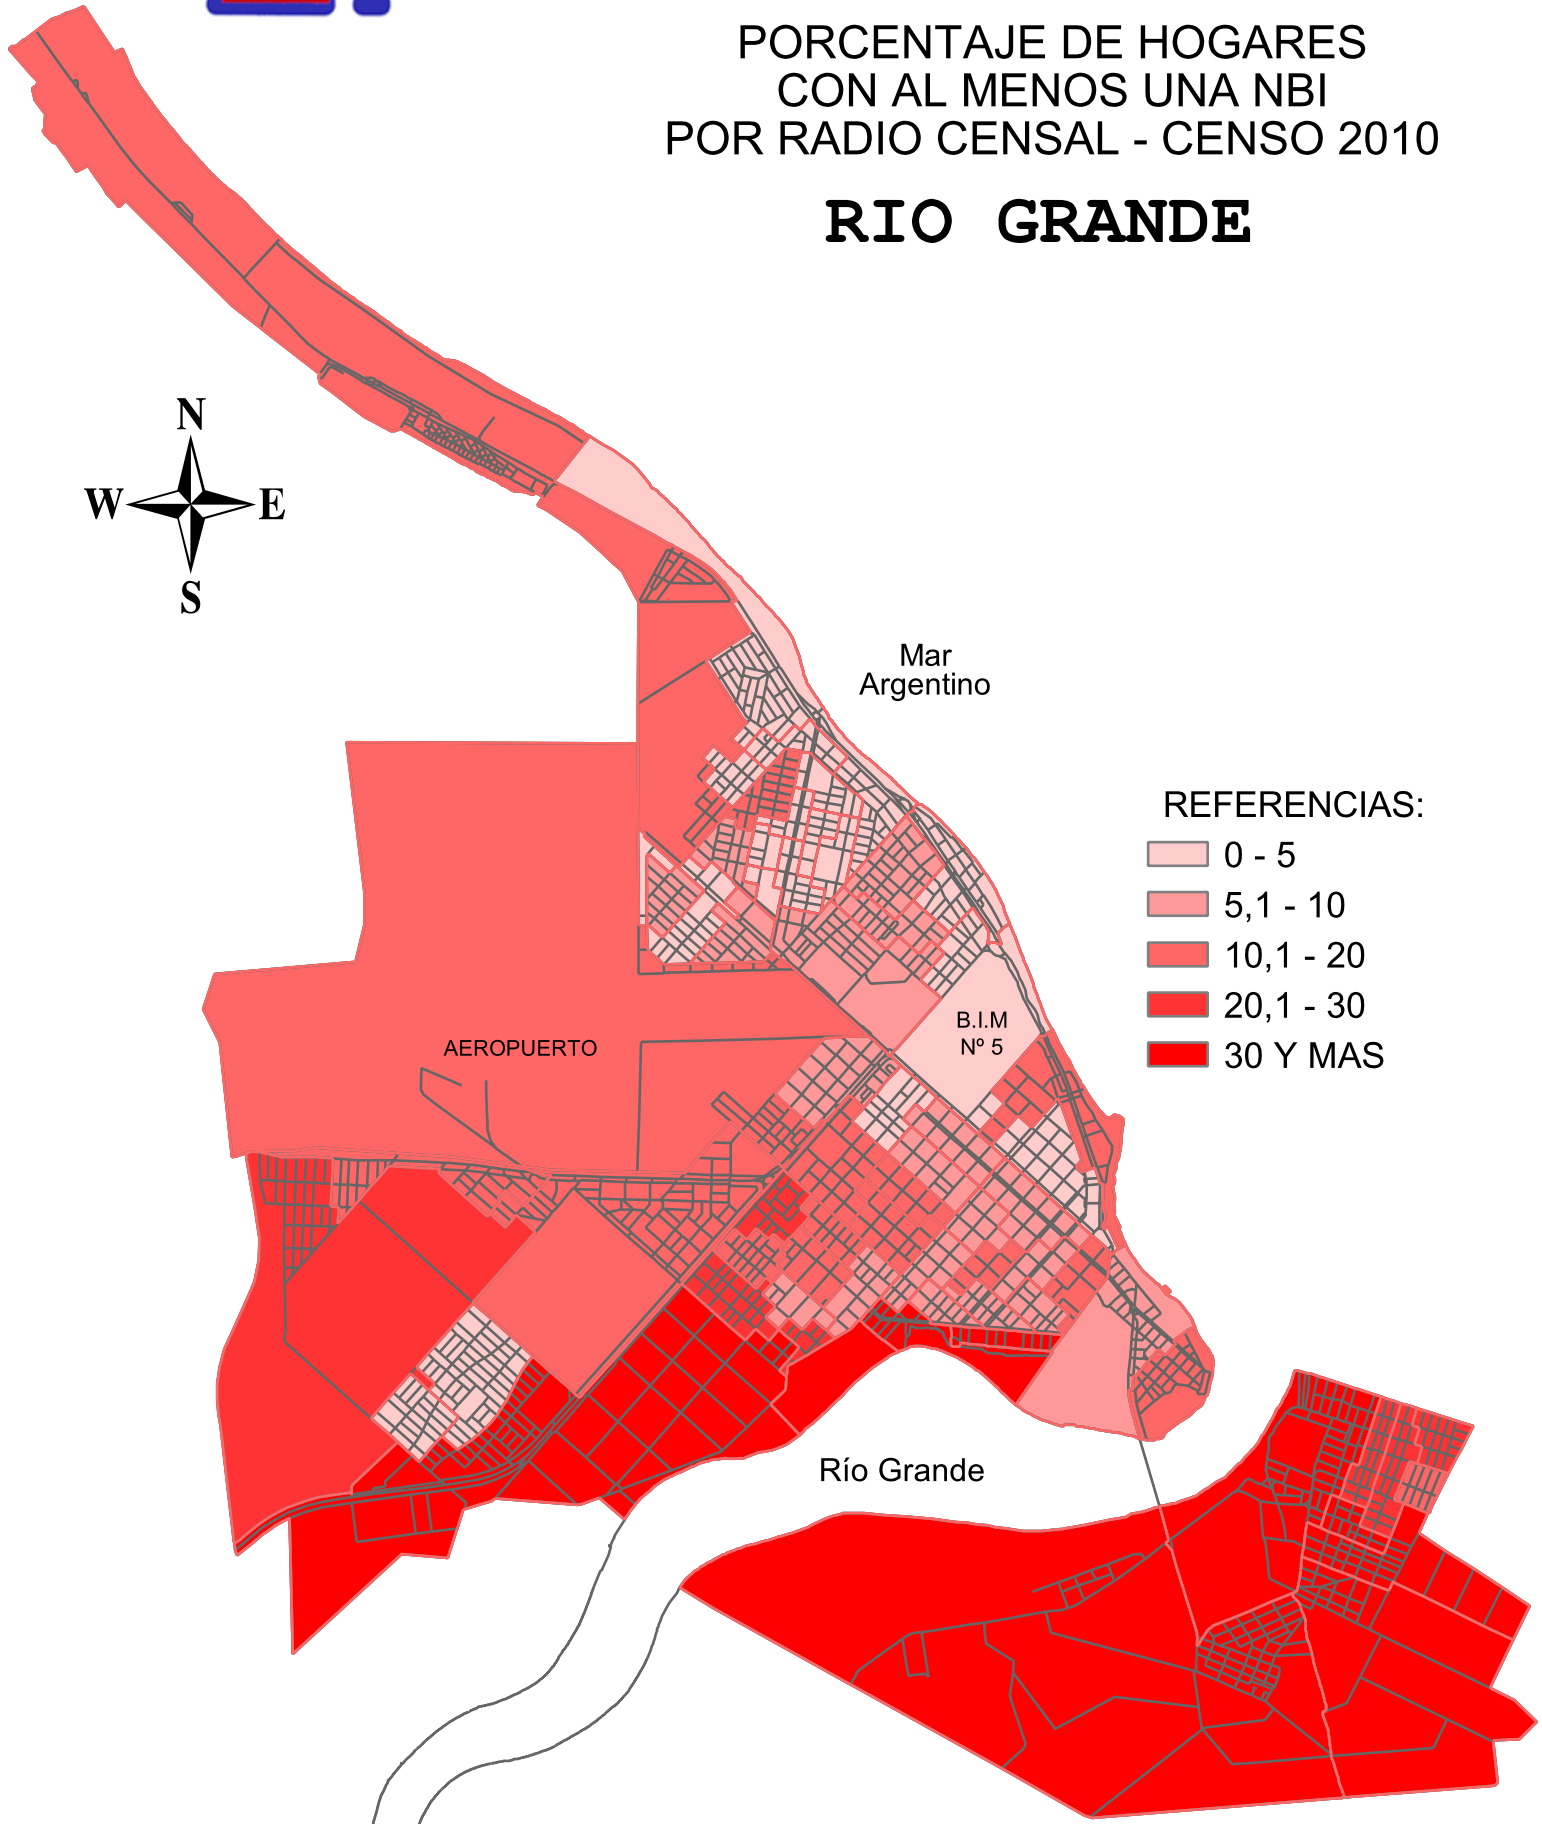 PORCENTAJE DE HOGARES
CON AL MENOS UNA NBI
POR RADIO CENSAL - CENSO 2010
RIO GRANDE
N
W E
S
Mar
Argentino
REFERENCIAS:
0 - 5
5,1 - 10
10,1 - 20
20,1 - 30
30 Y MAS
B.I.M
Nº 5
AEROPUERTO
Río Grande